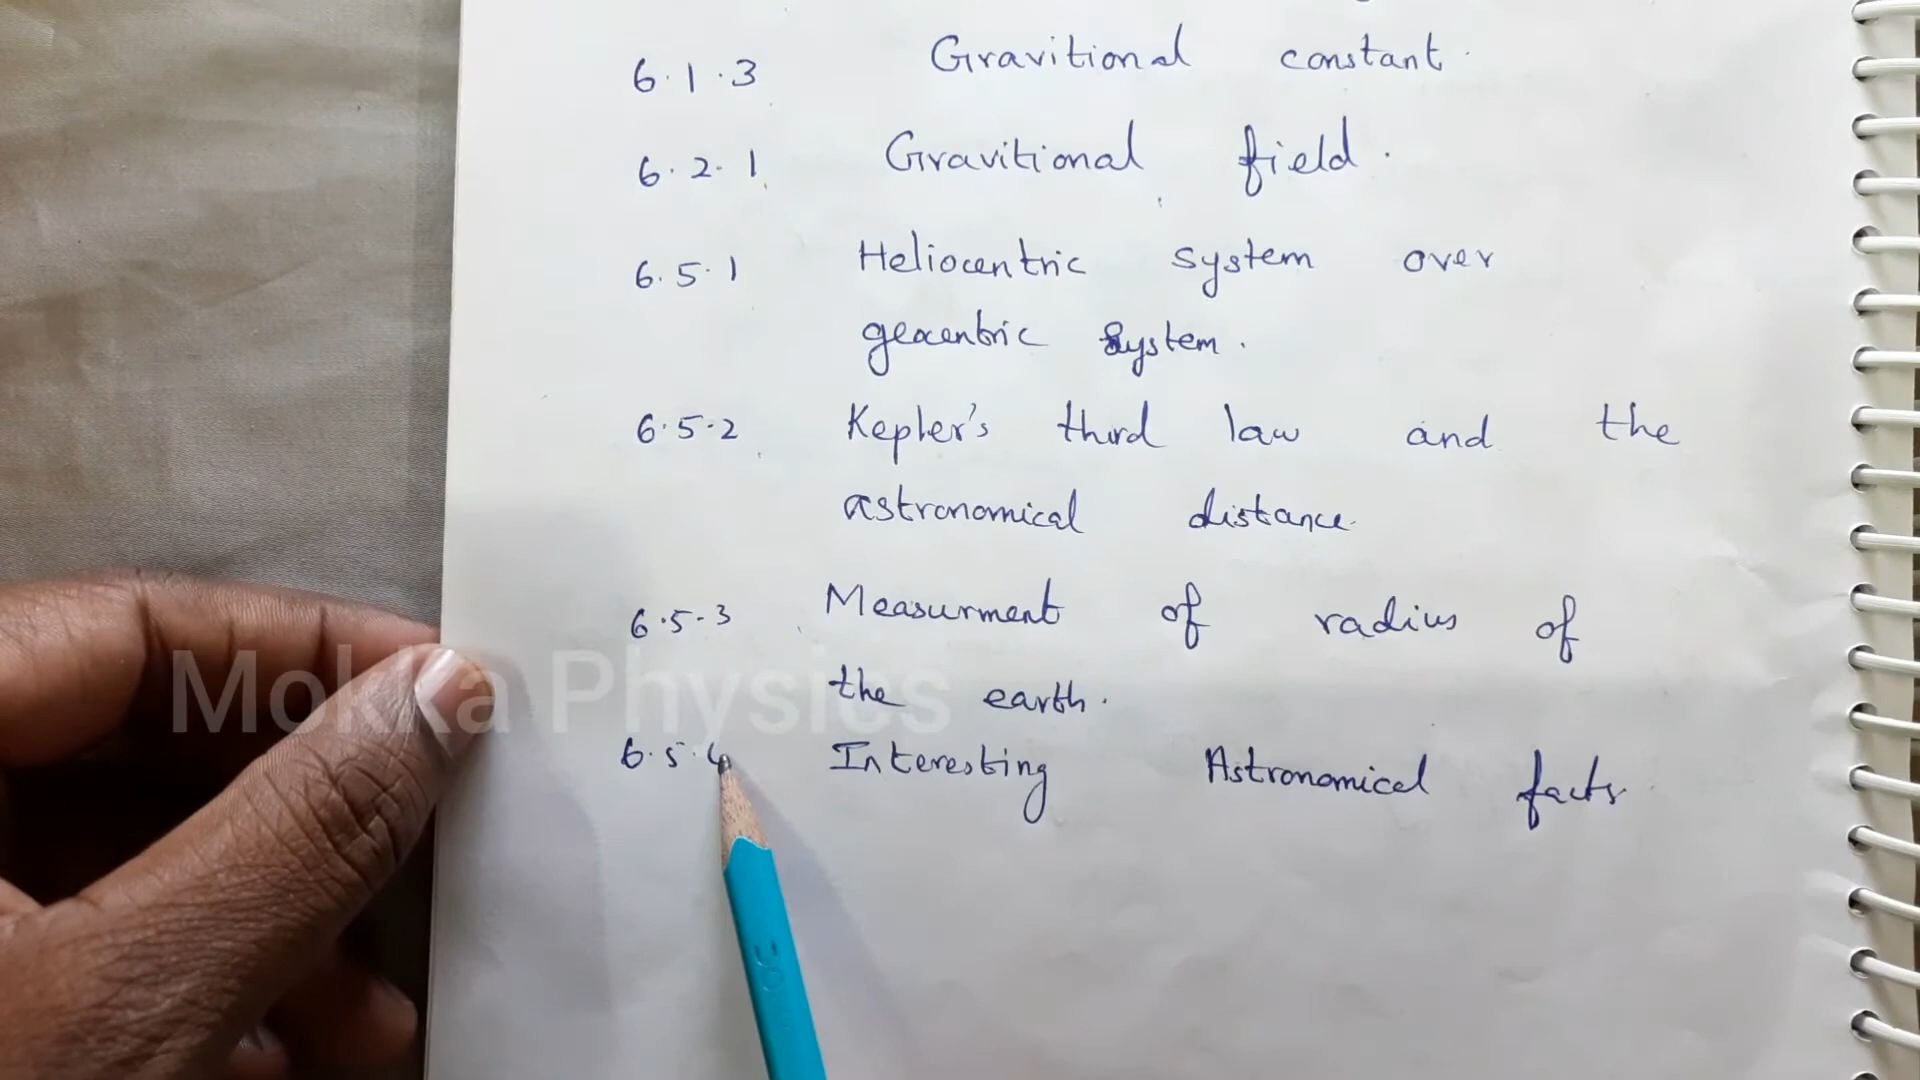 6.1.3 Gravitional constant.
6.2.1 Gravitional field.
6.5.1 Heliocentric system over
geocentric system.
6.5.2 Kepler's third law and the
astronomical distance.
6.5.3 Measurment of radius of
the earth.
Mokka Physics
6.5.4 Interesting Astronomical facts.